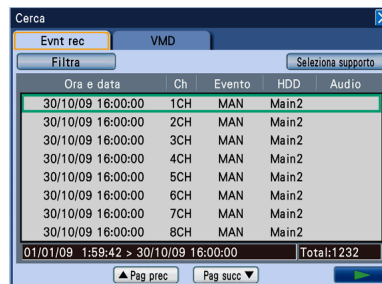 Cerca
Evnt rec VMD
Filtra Seleziona supporto
Ora e data Ch Evento HDD Audio
30/10/09 16:00:00 1CH MAN Main2
30/10/09 16:00:00 2CH MAN Main2
30/10/09 16:00:00 3CH MAN Main2
30/10/09 16:00:00 4CH MAN Main2
30/10/09 16:00:00 5CH MAN Main2
30/10/09 16:00:00 6CH MAN Main2
30/10/09 16:00:00 7CH MAN Main2
30/10/09 16:00:00 8CH MAN Main2
01/01/09 1:59:42 > 30/10/09 16:00:00 Total:1232
▲ Pag prec Pag succ ▼